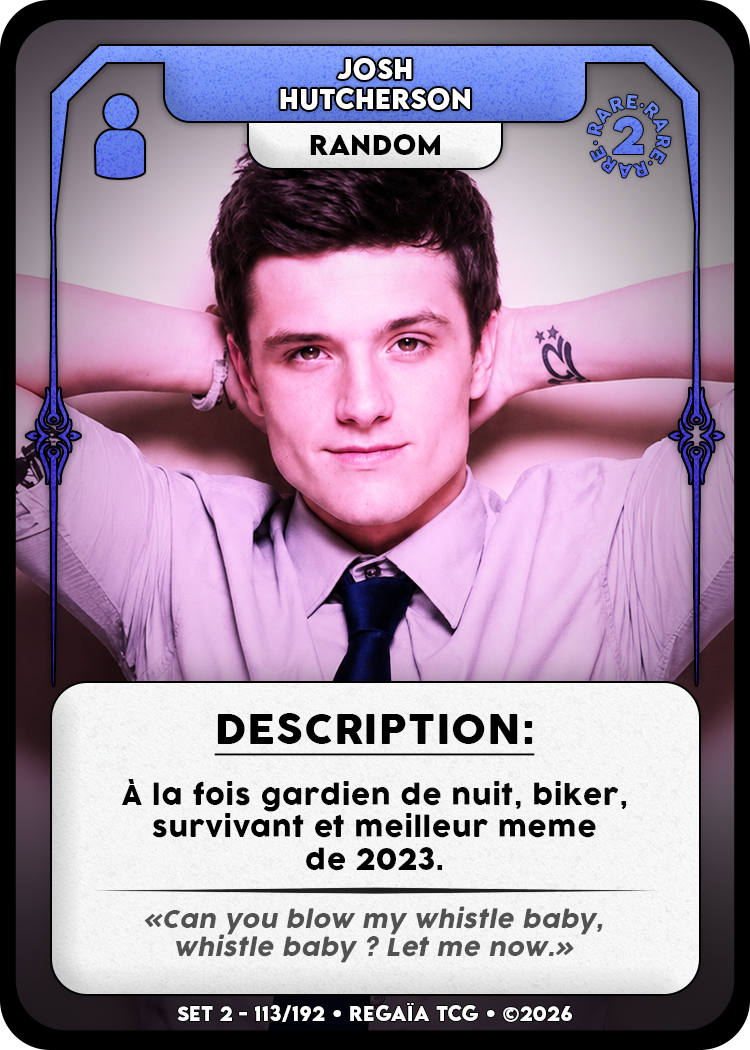 JOSH
HUTCHERSON
RANDOM
RARE•RARE•RARE•RARE•
2
DESCRIPTION:
À la fois gardien de nuit, biker,
survivant et meilleur meme
de 2023.
«Can you blow my whistle baby,
whistle baby ? Let me now.»
SET 2 - 113/192 • REGAÏA TCG • ©2026